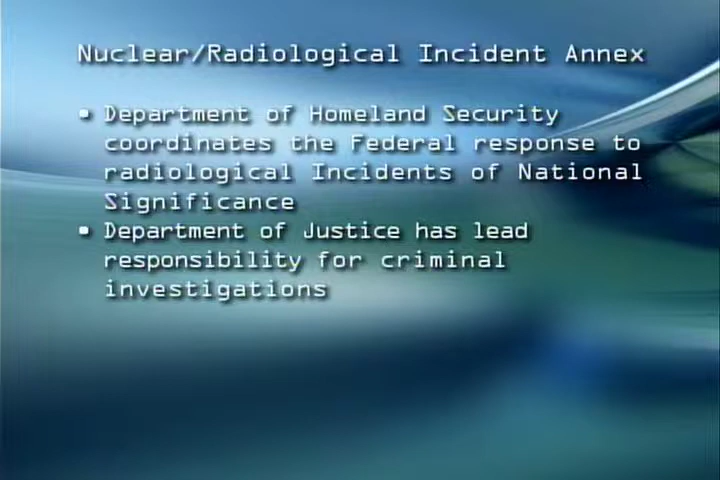 Nuclear/Radiological Incident Annex
• Department of Homeland Security
coordinates the Federal response to
radiological Incidents of National
Significance
• Department of Justice has lead
responsibility for criminal
investigations